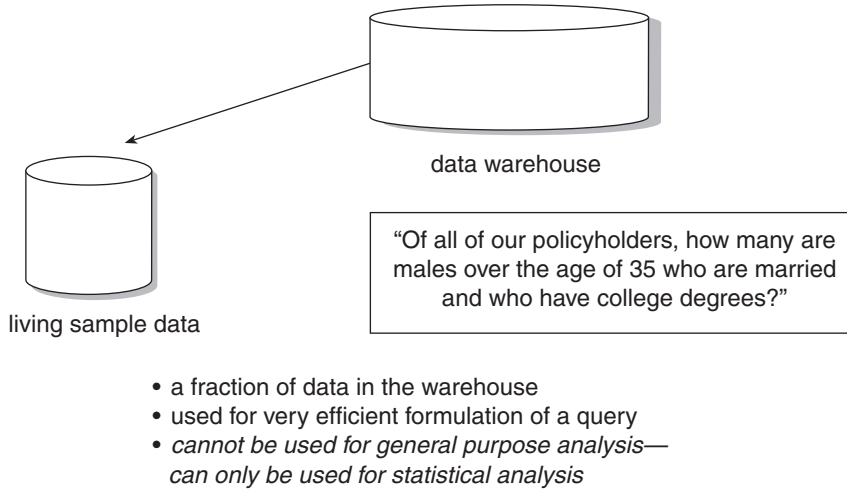 data warehouse
“Of all of our policyholders, how many are
males over the age of 35 who are married
and who have college degrees?”
living sample data
• a fraction of data in the warehouse
• used for very efficient formulation of a query
• cannot be used for general purpose analysis—
can only be used for statistical analysis